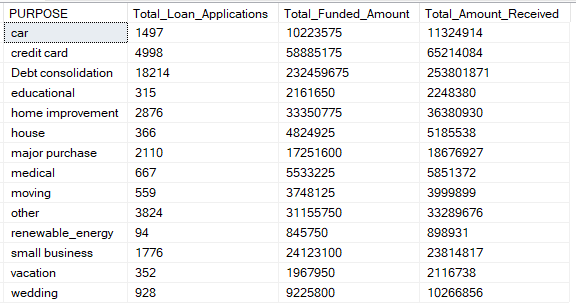 PURPOSE Total_Loan_Applications Total_Funded_Amount Total_Amount_Received
car 1497 10223575 11324914
credit card 4998 58885175 65214084
Debt consolidation 18214 232459675 253801871
educational 315 2161650 2248380
home improvement 2876 33350775 36380930
house 366 4824925 5185538
major purchase 2110 17251600 18676927
medical 667 5533225 5851372
moving 559 3748125 3999899
other 3824 31155750 33289676
renewable_energy 94 845750 898931
small business 1776 24123100 23814817
vacation 352 1967950 2116738
wedding 928 9225800 10266856